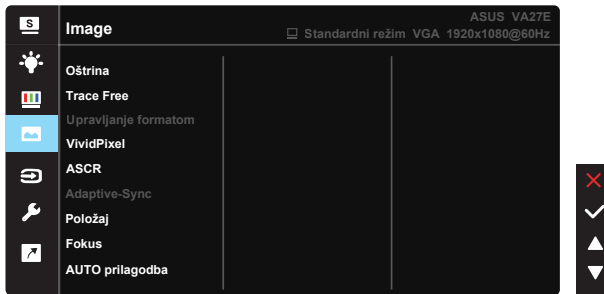 S
Image
ASUS VA27E
Standardni režim VGA 1920x1080@60Hz
Oštrina
Trace Free
Upravljanje formatom
VividPixel
ASCR
Adaptive-Sync
Položaj
Fokus
AUTO prilagodba